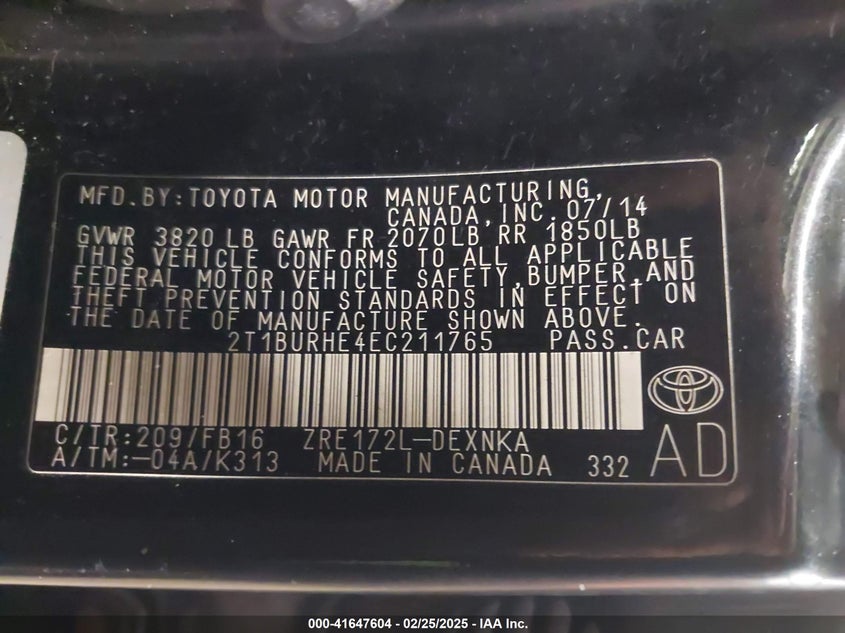 MFD.BY:TOYOTA MOTOR MANUFACTURING,
CANADA,INC. 07/14
GVWR 3820 LB GAWR FR 2070LB RR 1850LB
THIS VEHICLE CONFORMS TO ALL APPLICABLE
FEDERAL MOTOR VEHICLE SAFETY,BUMPER,AND
THEFT PREVENTION STANDARDS IN EFFECT ON
THE DATE OF MANUFACTURE SHOWN ABOVE.
2T1BURHE4EC211765 PASS.CAR
C/TR:209/FB16 ZRE172L-DEXNKA
A/TM:-04A/K313 MADE IN CANADA 332 AD
000-41647604 / 02/25/2025 - IAA Inc.